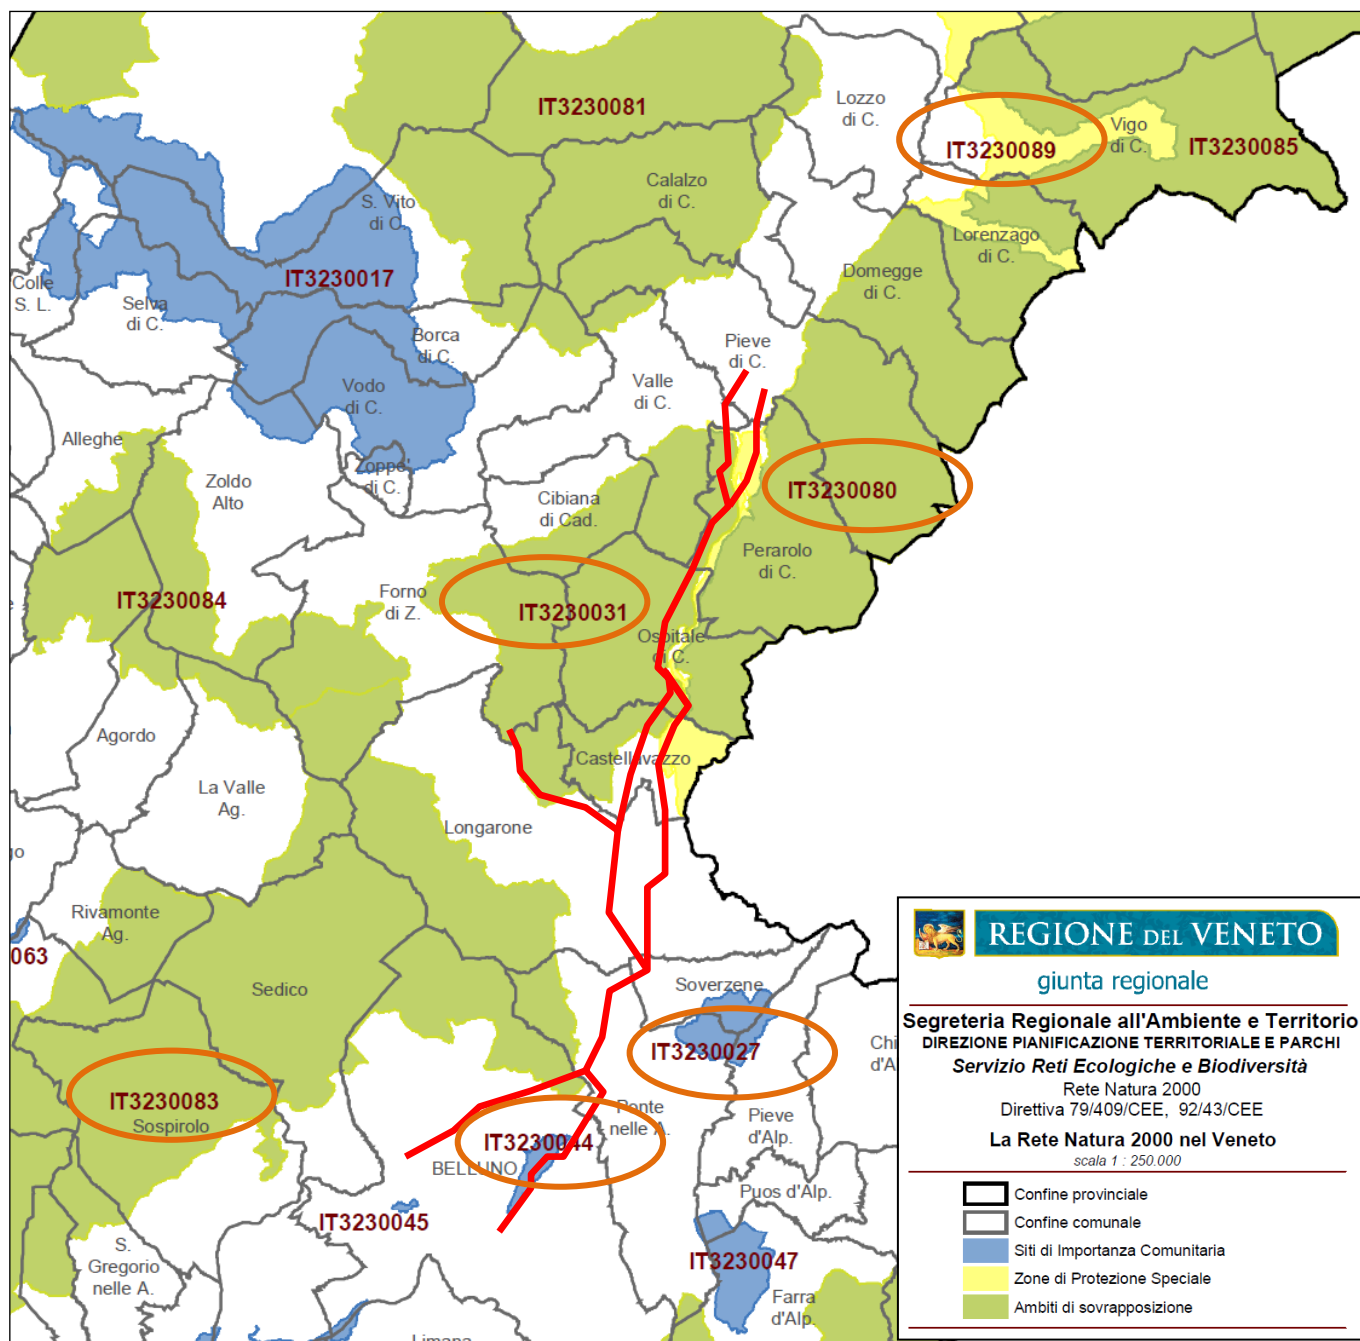 IT3230081
Lozzo
di C.
IT3230089
Vigo
di C.
IT3230085
Calalzo
di C.
S. Vito
di C.
Lorenzago
di C.
IT3230017
Domegge
di C.
Colle
S. L.
Selva
di C.
Borca
di C.
Pieve
di C.
Vodo
di C.
Valle
di C.
Alleghe
Zoppe'
di C.
Zoldo
Alto
IT3230080
Cibiana
di Cad.
Perarolo
di C.
IT3230084
Forno
di Z.
IT3230031
Ospitale
di C.
Agordo
Castellavazzo
La Valle
Ag.
Longarone
go
Rivamonte
Ag.
063
Sedico
Soverzene
IT3230027
Chi
d'A
IT3230083
Sospirolo
Ponte
nelle A.
Pieve
d'Alp.
IT3230044
BELLUNO
Puos d'Alp.
IT3230045
S.
Gregorio
nelle A.
IT3230047
Farra
d'Alp.
Limana
REGIONE DEL VENETO
giunta regionale
Segreteria Regionale all'Ambiente e Territorio
DIREZIONE PIANIFICAZIONE TERRITORIALE E PARCHI
Servizio Reti Ecologiche e Biodiversità
Rete Natura 2000
Direttiva 79/409/CEE, 92/43/CEE
La Rete Natura 2000 nel Veneto
scala 1 : 250.000
Confine provinciale
Confine comunale
Siti di Importanza Comunitaria
Zone di Protezione Speciale
Ambiti di sovrapposizione